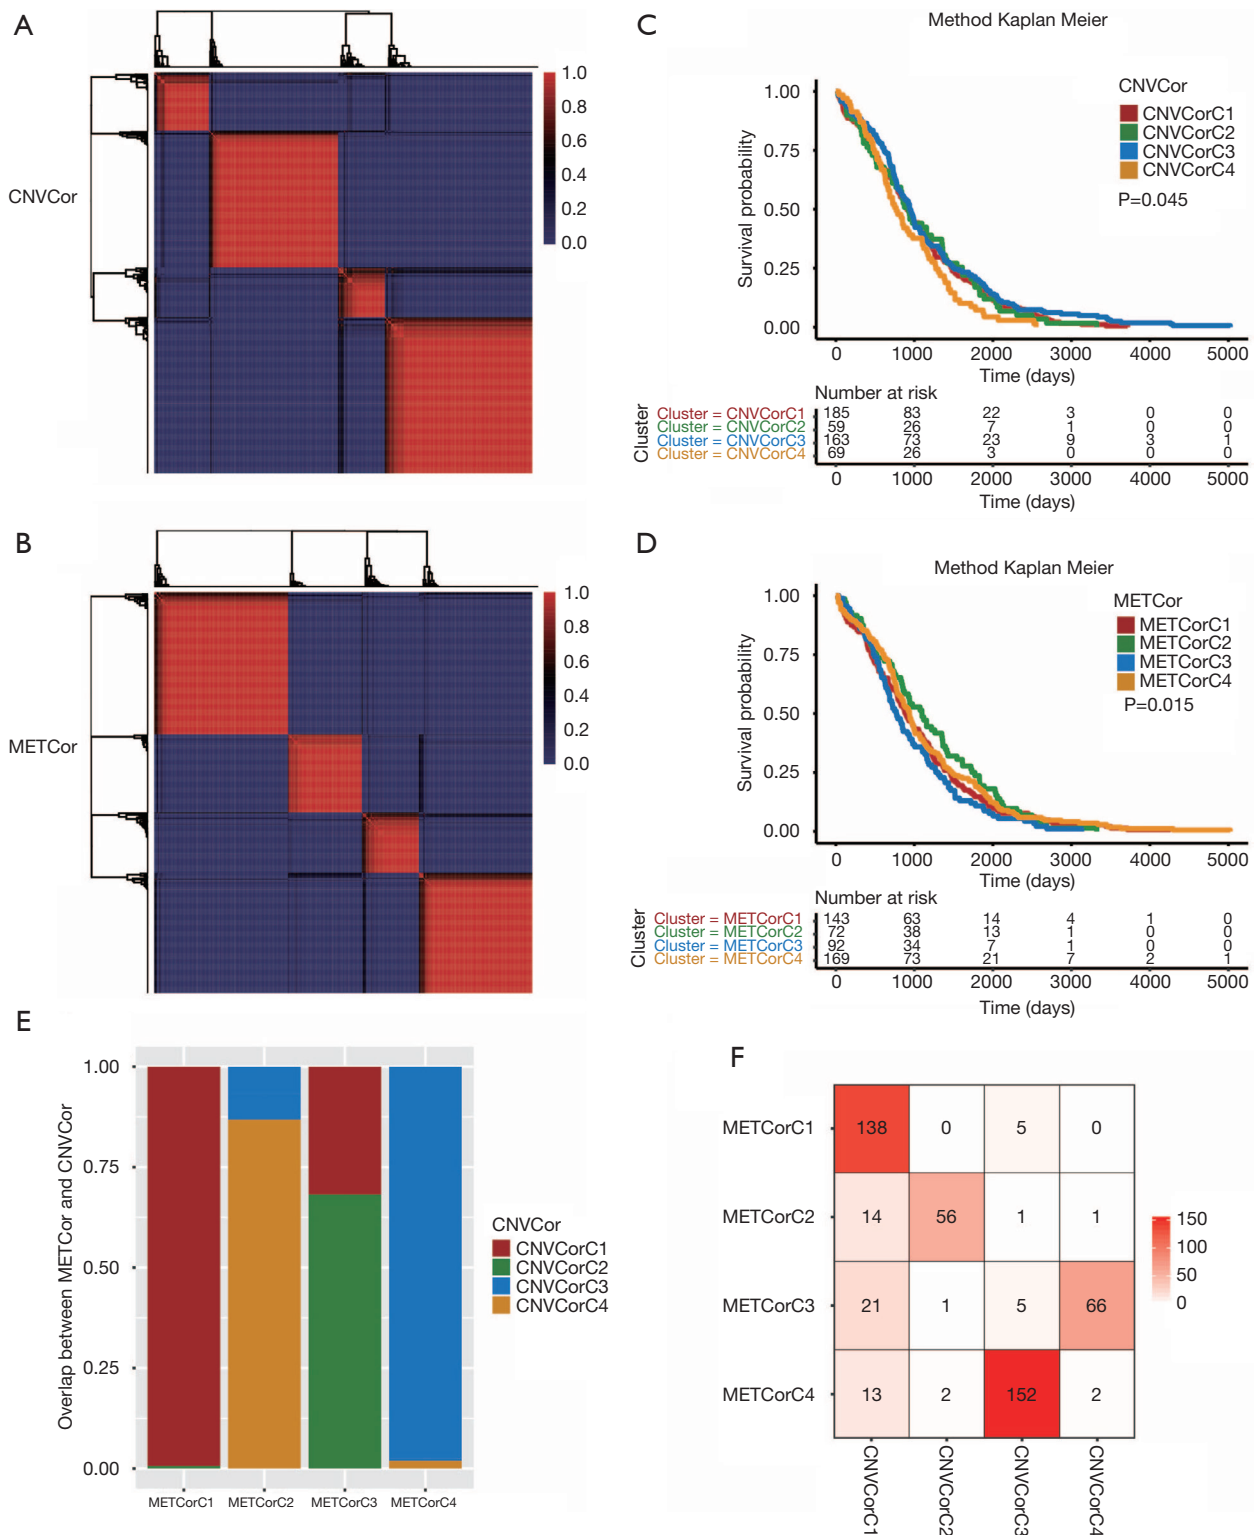 A
CNVCor
1.0
0.8
0.6
0.4
0.2
0.0
B
METCor
1.0
0.8
0.6
0.4
0.2
0.0
C
Method Kaplan Meier
Survival probability
1.00
0.75
0.50
0.25
0.00
CNVCor
CNVCorC1
CNVCorC2
CNVCorC3
CNVCorC4
P=0.045
0 1000 2000 3000 4000 5000
Time (days)
Number at risk
Cluster
Cluster = CNVCorC1 185 83 22 3 0 0
Cluster = CNVCorC2 59 26 7 1 0 0
Cluster = CNVCorC3 163 73 23 9 3 1
Cluster = CNVCorC4 69 26 3 0 0 0
0 1000 2000 3000 4000 5000
Time (days)
D
Method Kaplan Meier
Survival probability
1.00
0.75
0.50
0.25
0.00
METCor
METCorC1
METCorC2
METCorC3
METCorC4
P=0.015
0 1000 2000 3000 4000 5000
Time (days)
Number at risk
Cluster
Cluster = METCorC1 143 63 14 4 1 0
Cluster = METCorC2 72 38 13 1 0 0
Cluster = METCorC3 92 34 7 1 0 0
Cluster = METCorC4 169 73 21 7 2 1
0 1000 2000 3000 4000 5000
Time (days)
E
Overlap between METCor and CNVCor
1.00
0.75
0.50
0.25
0.00
METCorC1 METCorC2 METCorC3 METCorC4
CNVCor
CNVCorC1
CNVCorC2
CNVCorC3
CNVCorC4
F
METCorC1 138 0 5 0
METCorC2 14 56 1 1
METCorC3 21 1 5 66
METCorC4 13 2 152 2
CNVCorC1 CNVCorC2 CNVCorC3 CNVCorC4
150
100
50
0